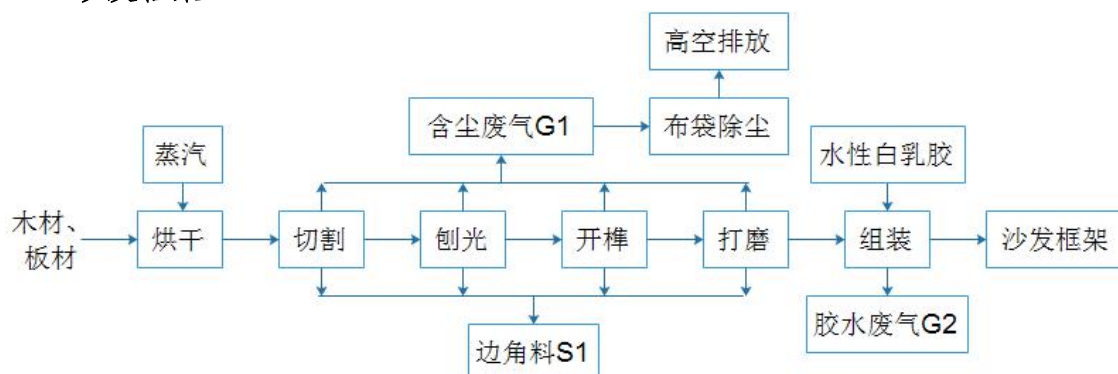 高空排放
含尘废气G1
布袋除尘
蒸汽
水性白乳胶
木材、
板材
烘干
切割
刨光
开榫
打磨
组装
沙发框架
边角料S1
胶水废气G2